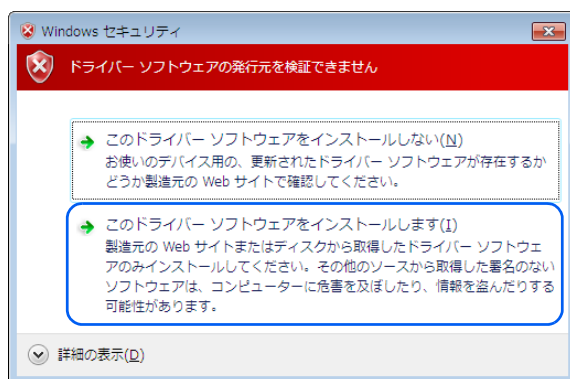 Windows セキュリティ
ドライバー ソフトウェアの発行元を検証できません
このドライバー ソフトウェアをインストールしない(N)
お使いのデバイス用の、更新されたドライバー ソフトウェアが存在するか
どうか製造元の Web サイトで確認してください。
このドライバー ソフトウェアをインストールします(I)
製造元の Web サイトまたはディスクから取得したドライバー ソフトウェ
アのみインストールしてください。その他のソースから取得した署名のない
ソフトウェアは、コンピューターに危害を及ぼしたり、情報を盗んだりする
可能性があります。
詳細の表示(D)